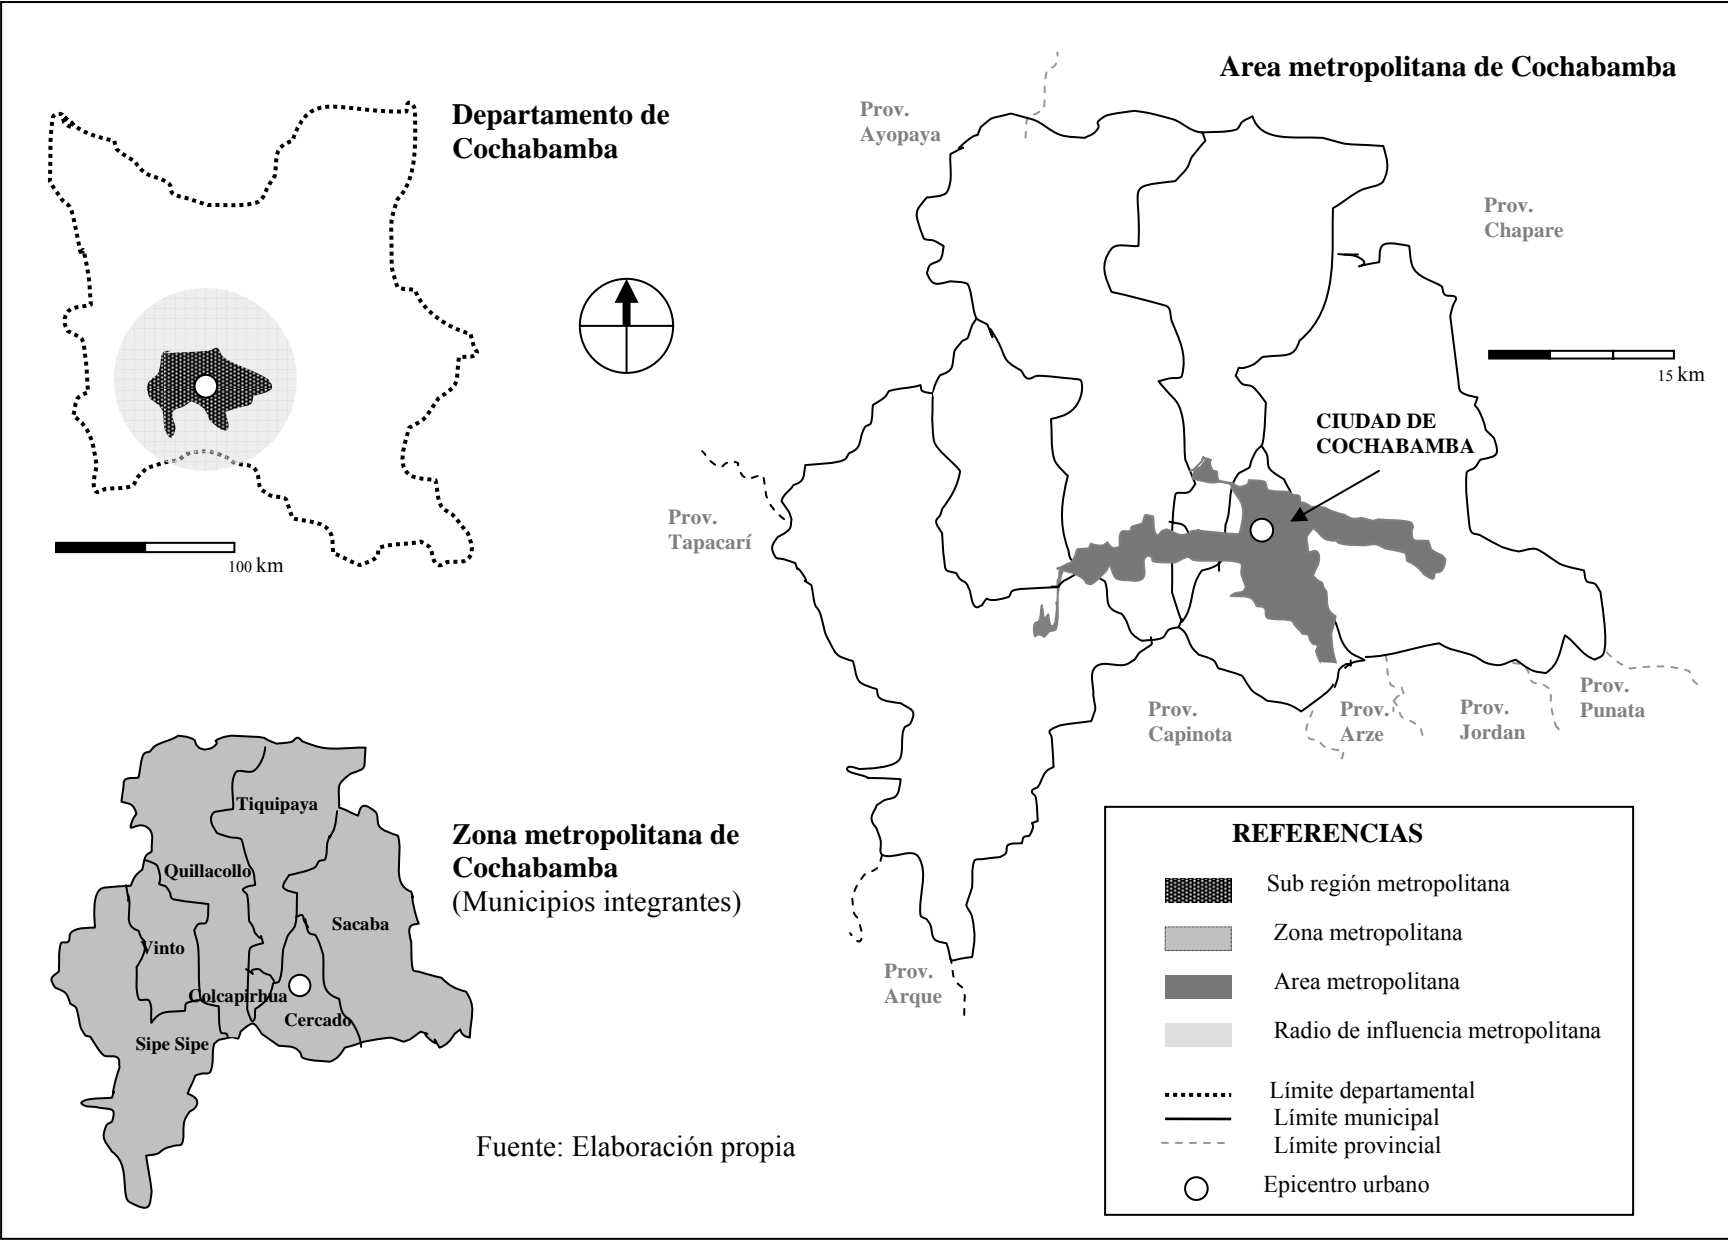 Area metropolitana de Cochabamba
Departamento de
Cochabamba
Prov.
Ayopaya
Prov.
Chapare
15 km
CIUDAD DE
COCHABAMBA
Prov.
Tapacarí
100 km
Prov.
Capinota
Prov.
Arze
Prov.
Jordan
Prov.
Punata
Prov.
Arque
Zona metropolitana de
Cochabamba
(Municipios integrantes)
Tiquipaya
Quillacollo
Sacaba
Vinto
Colcapirhua
Cercado
Sipe Sipe
Fuente: Elaboración propia
REFERENCIAS
Sub región metropolitana
Zona metropolitana
Area metropolitana
Radio de influencia metropolitana
Límite departamental
Límite municipal
Límite provincial
Epicentro urbano